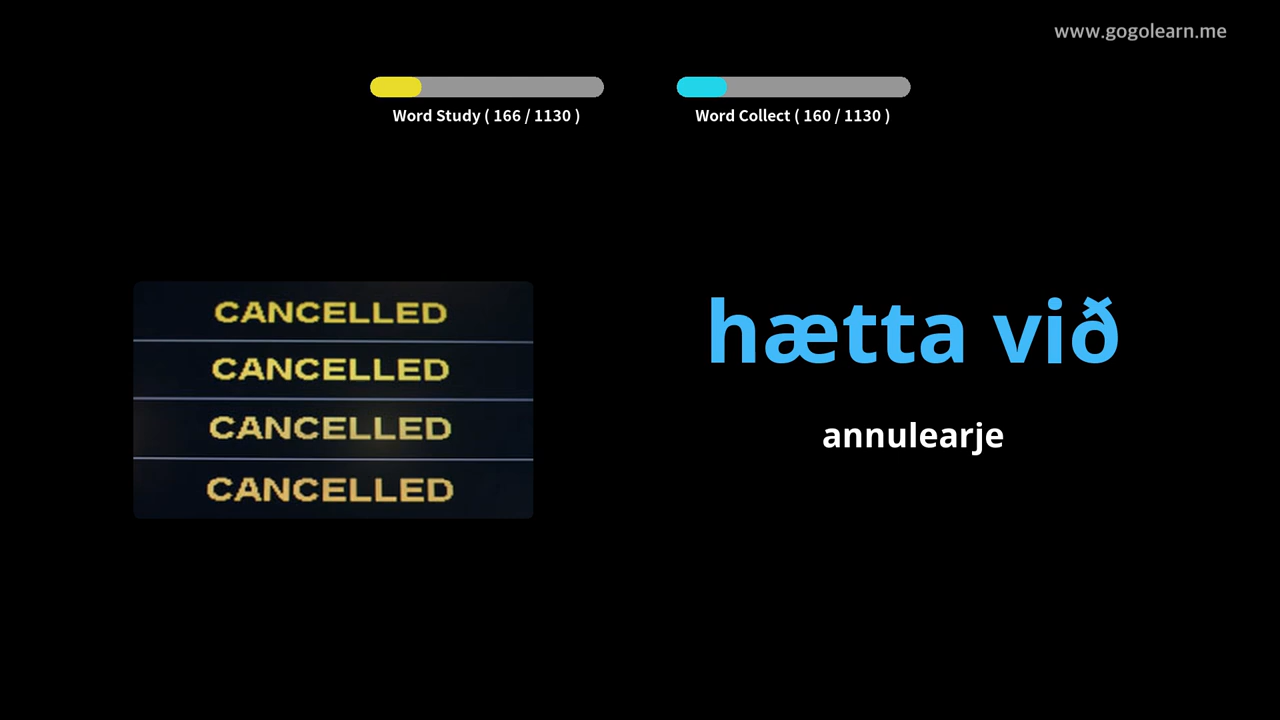 www.gogolearn.me
Word Study ( 166 / 1130 )
Word Collect ( 160 / 1130 )
CANCELLED
CANCELLED
CANCELLED
CANCELLED
hætta við
annulearje